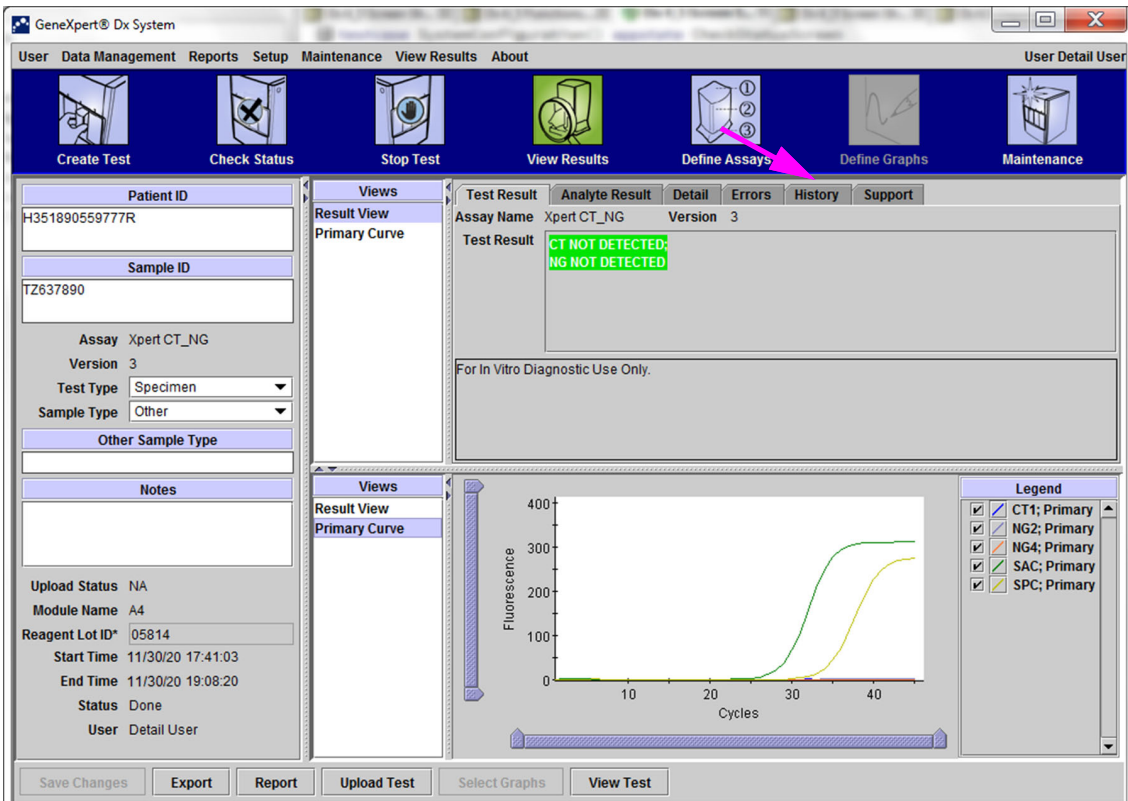 GeneXpert® Dx System
User Data Management Reports Setup Maintenance View Results About User Detail User
Create Test Check Status Stop Test View Results Define Assays Define Graphs Maintenance
1
2
3
Patient ID
H351890559777R
Sample ID
TZ637890
Assay Xpert CT_NG
Version 3
Test Type Specimen
Sample Type Other
Other Sample Type
Notes
Upload Status NA
Module Name A4
Reagent Lot ID* 05814
Start Time 11/30/20 17:41:03
End Time 11/30/20 19:08:20
Status Done
User Detail User
Views
Result View
Primary Curve
Test Result Analyte Result Detail Errors History Support
Assay Name Xpert CT_NG Version 3
Test Result CT NOT DETECTED;
NG NOT DETECTED
For In Vitro Diagnostic Use Only.
Views
Result View
Primary Curve
400
300
200
100
0
Fluorescence
10 20 30 40
Cycles
Legend
CT1; Primary
NG2; Primary
NG4; Primary
SAC; Primary
SPC; Primary
Save Changes Export Report Upload Test Select Graphs View Test